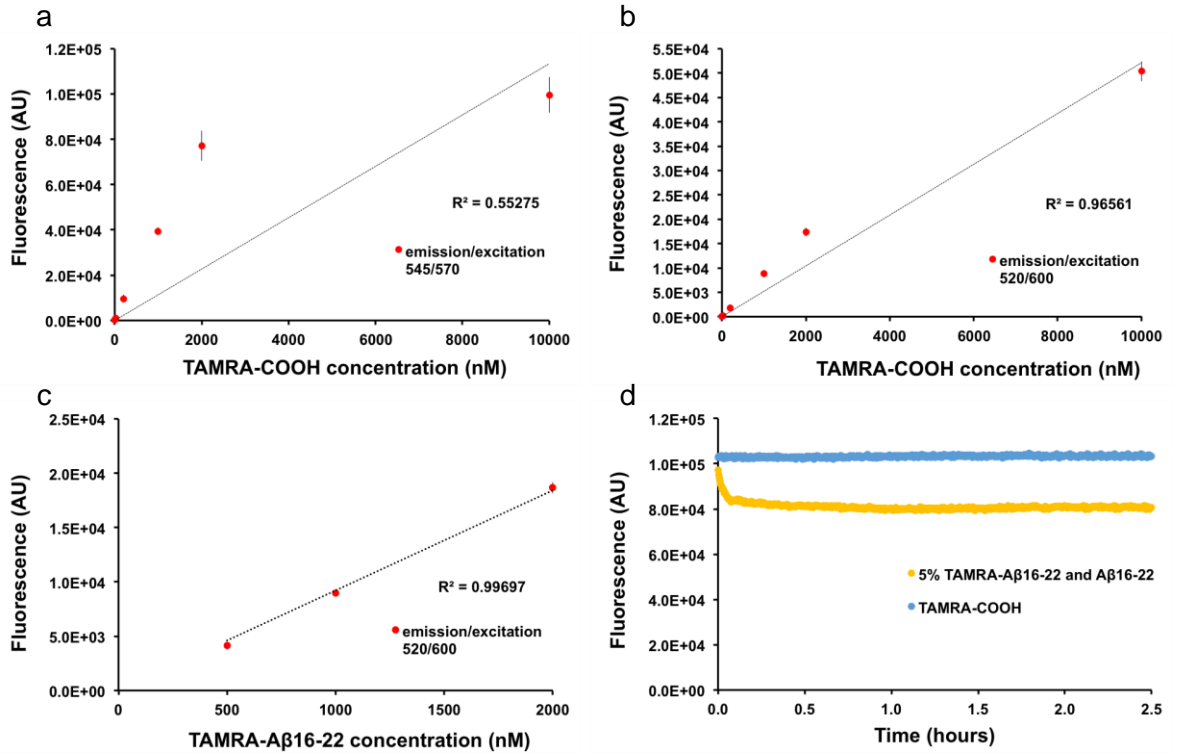 a
1.2E+05
1.0E+05
8.0E+04
6.0E+04
4.0E+04
2.0E+04
0.0E+00
Fluorescence (AU)
R² = 0.55275
emission/excitation
545/570
0 2000 4000 6000 8000 10000
TAMRA-COOH concentration (nM)
b
5.5E+04
5.0E+04
4.5E+04
4.0E+04
3.5E+04
3.0E+04
2.5E+04
2.0E+04
1.5E+04
1.0E+04
5.0E+03
0.0E+00
Fluorescence (AU)
R² = 0.96561
emission/excitation
520/600
0 2000 4000 6000 8000 10000
TAMRA-COOH concentration (nM)
c
2.5E+04
2.0E+04
1.5E+04
1.0E+04
5.0E+03
0.0E+00
Fluorescence (AU)
R² = 0.99697
emission/excitation
520/600
0 500 1000 1500 2000
TAMRA-Aβ16-22 concentration (nM)
d
1.2E+05
1.0E+05
8.0E+04
6.0E+04
4.0E+04
2.0E+04
0.0E+00
Fluorescence (AU)
5% TAMRA-Aβ16-22 and Aβ16-22
TAMRA-COOH
0.0 0.5 1.0 1.5 2.0 2.5
Time (hours)